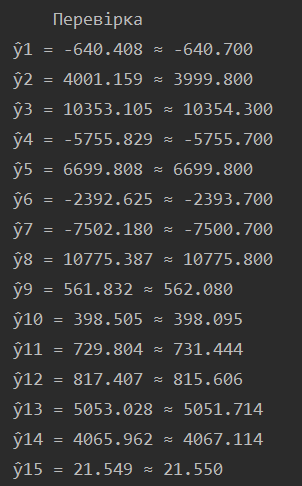 Перевірка
ŷ1 = -640.408 ≈ -640.700
ŷ2 = 4001.159 ≈ 3999.800
ŷ3 = 10353.105 ≈ 10354.300
ŷ4 = -5755.829 ≈ -5755.700
ŷ5 = 6699.808 ≈ 6699.800
ŷ6 = -2392.625 ≈ -2393.700
ŷ7 = -7502.180 ≈ -7500.700
ŷ8 = 10775.387 ≈ 10775.800
ŷ9 = 561.832 ≈ 562.080
ŷ10 = 398.505 ≈ 398.095
ŷ11 = 729.804 ≈ 731.444
ŷ12 = 817.407 ≈ 815.606
ŷ13 = 5053.028 ≈ 5051.714
ŷ14 = 4065.962 ≈ 4067.114
ŷ15 = 21.549 ≈ 21.550